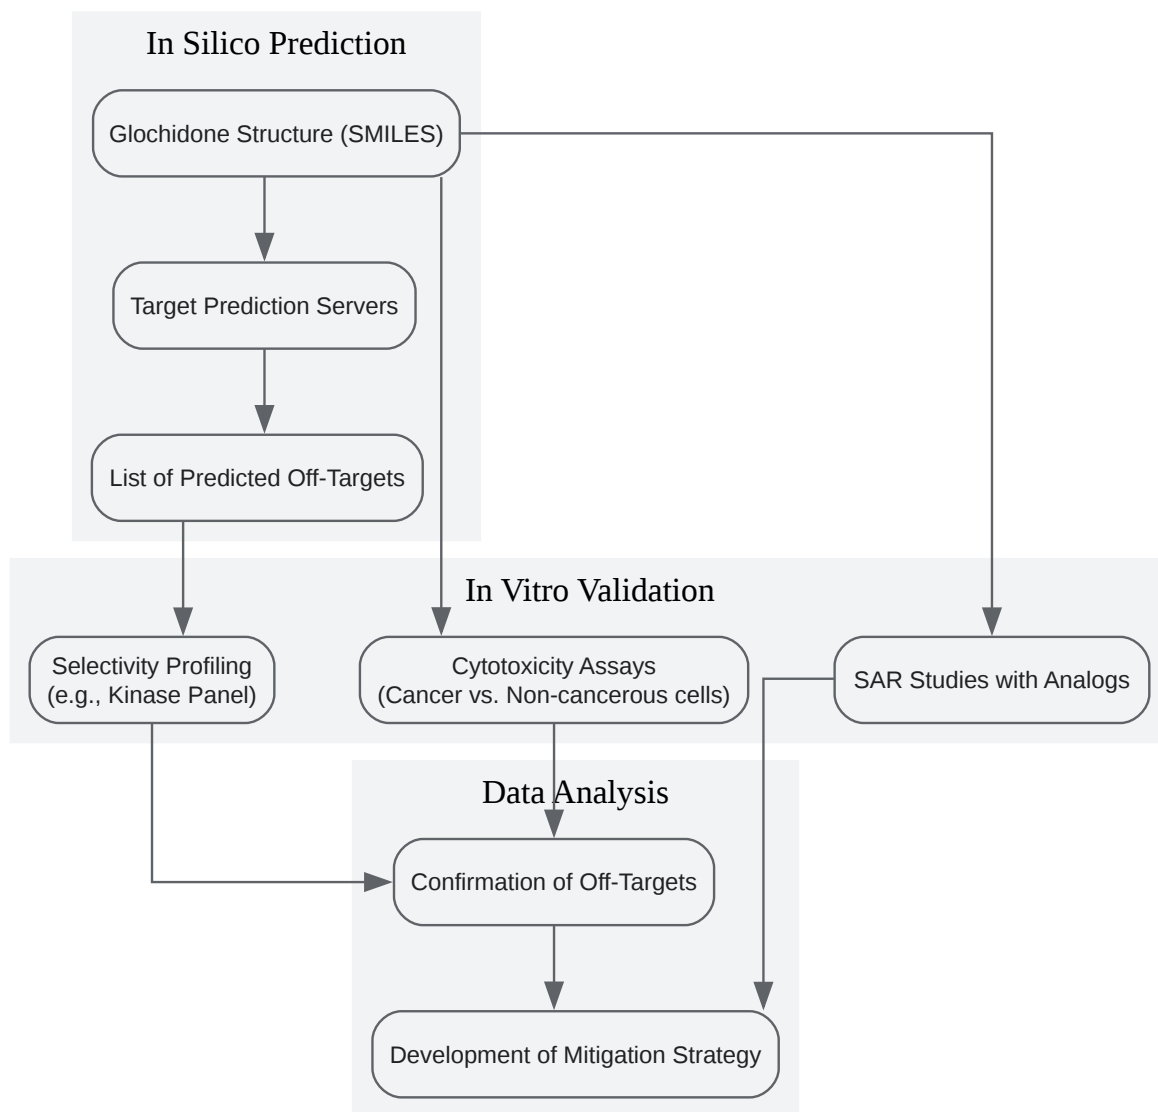 In Silico Prediction
Glochidone Structure (SMILES)
Target Prediction Servers
List of Predicted Off-Targets
In Vitro Validation
Selectivity Profiling
(e.g., Kinase Panel)
Cytotoxicity Assays
(Cancer vs. Non-cancerous cells)
SAR Studies with Analogs
Data Analysis
Confirmation of Off-Targets
Development of Mitigation Strategy